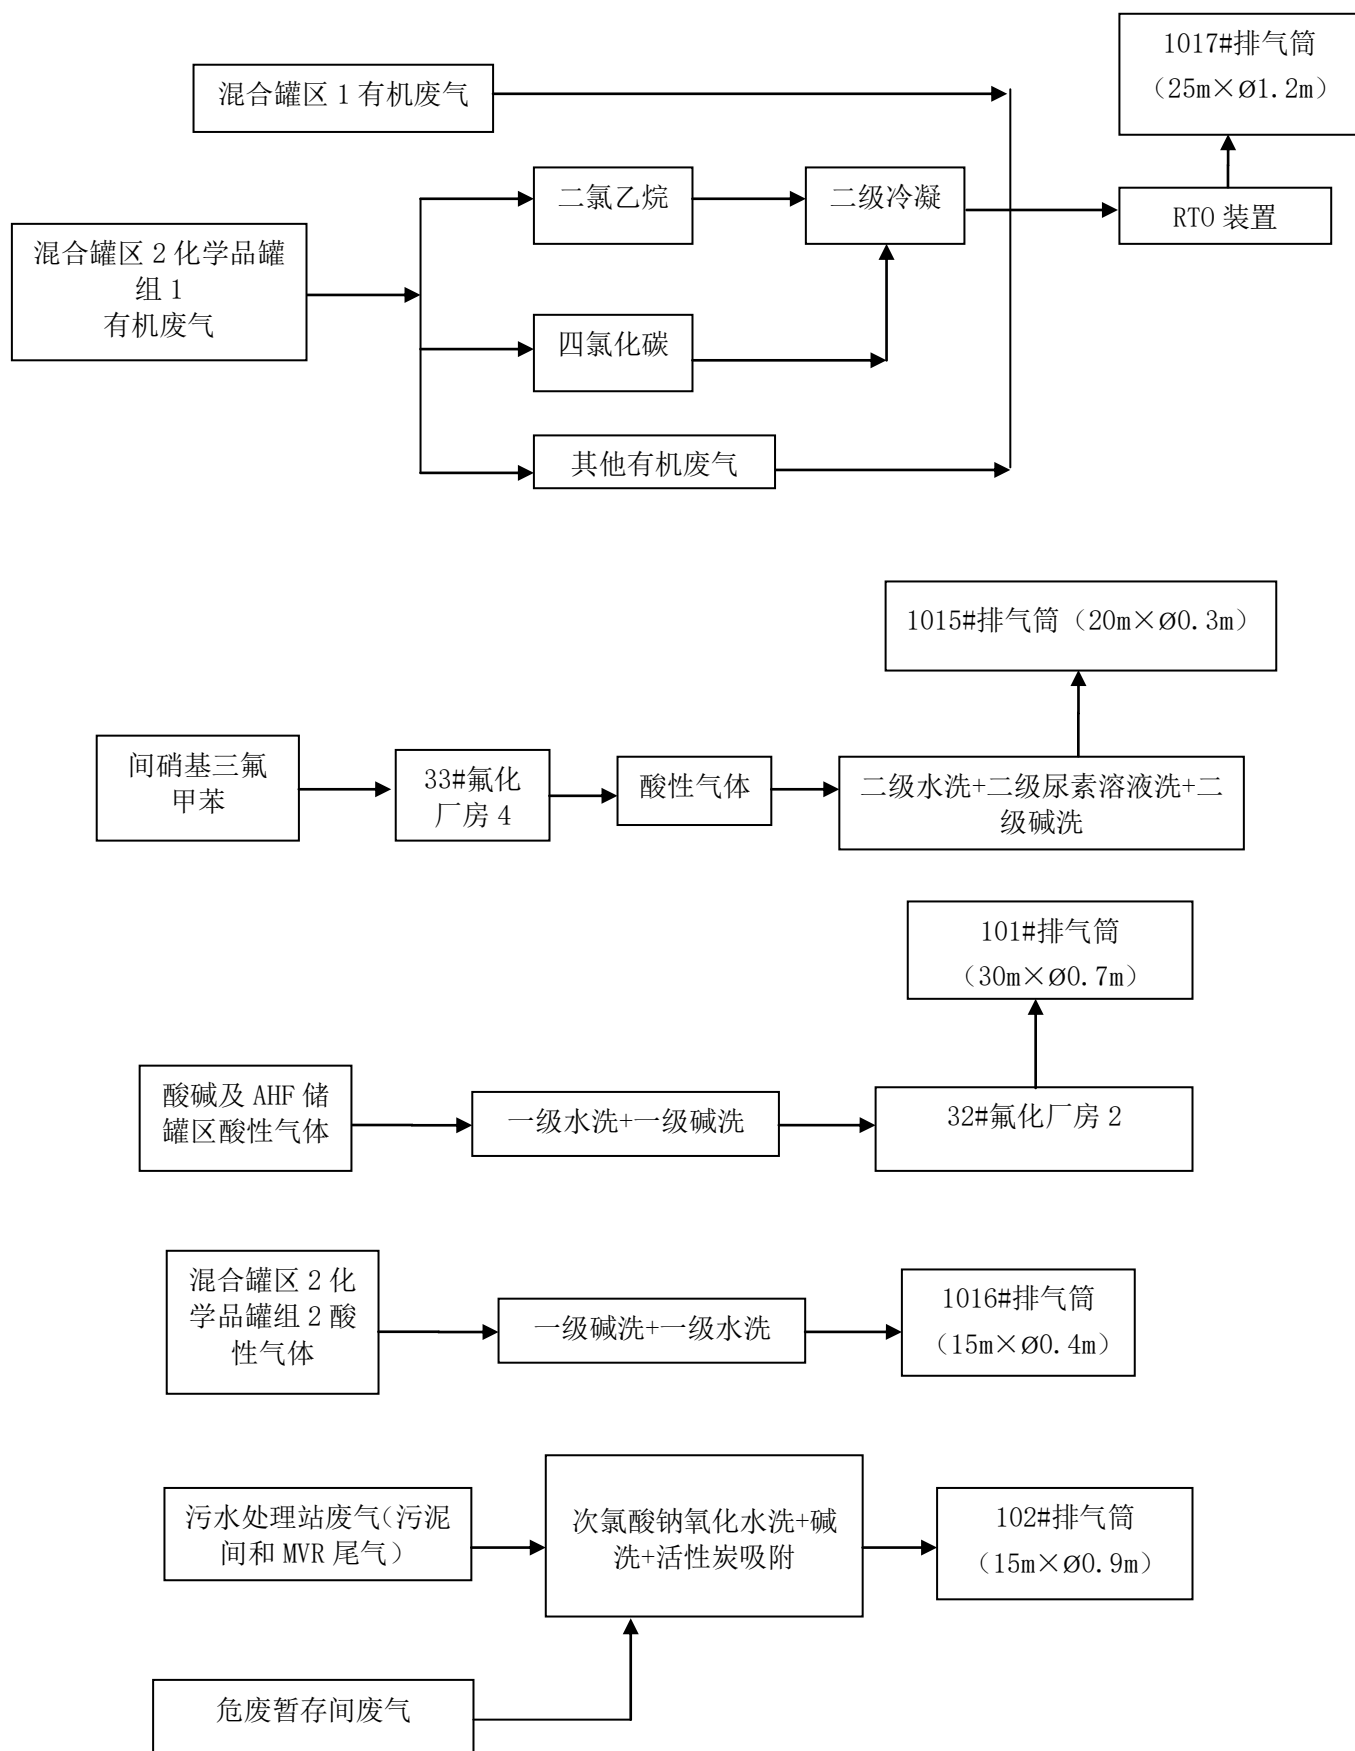 1017#排气筒
（25m×Ø1.2m）
混合罐区 1 有机废气
二氯乙烷
二级冷凝
RTO 装置
混合罐区 2 化学品罐
组 1
有机废气
四氯化碳
其他有机废气
1015#排气筒（20m×Ø0.3m）
间硝基三氟
甲苯
33#氟化
厂房 4
酸性气体
二级水洗+二级尿素溶液洗+二
级碱洗
101#排气筒
（30m×Ø0.7m）
酸碱及 AHF 储
罐区酸性气体
一级水洗+一级碱洗
32#氟化厂房 2
混合罐区 2 化
学品罐组 2 酸
性气体
一级碱洗+一级水洗
1016#排气筒
（15m×Ø0.4m）
污水处理站废气（污泥
间和 MVR 尾气）
次氯酸钠氧化水洗+碱
洗+活性炭吸附
102#排气筒
（15m×Ø0.9m）
危废暂存间废气